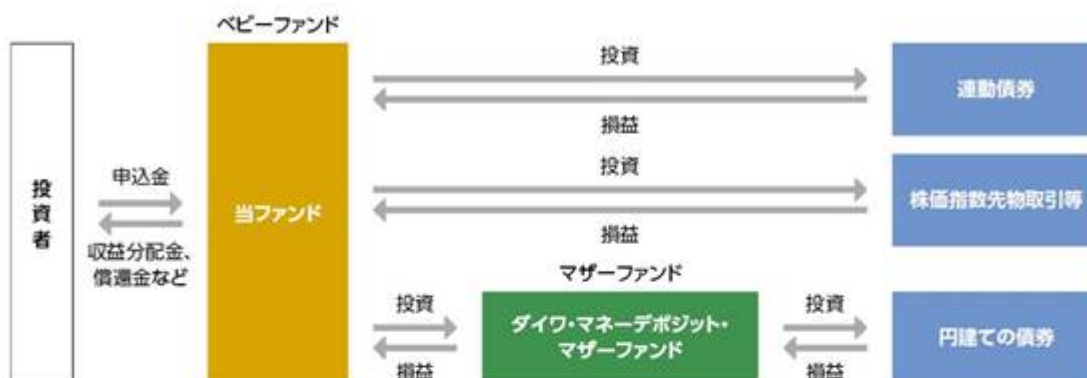 ベビーファンド
投資
連動債券
損益
投資
申込金
投資者
当ファンド
株価指数先物取引等
損益
収益分配金、
償還金など
マザーファンド
投資
ダイワ・マネーデポジット・
マザーファンド
投資
円建ての債券
損益
損益